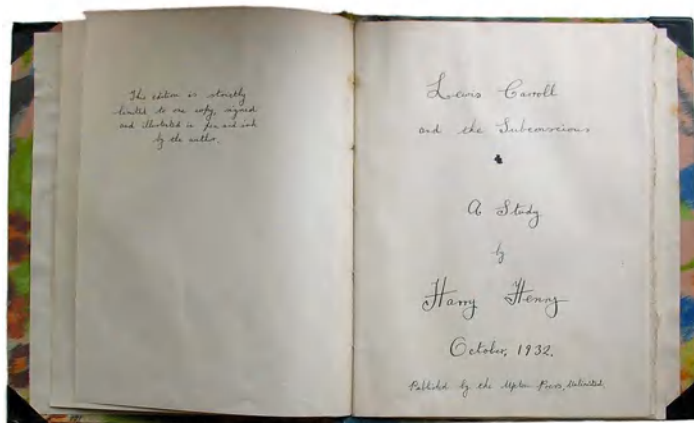 This edition is strictly
limited to one copy, signed
and illustrated in pen and ink
by the author.
Lewis Carroll
and the Subconscious
A Study
by
Harry Henry
October, 1932.
Published by the Upton Press, Unlimited.